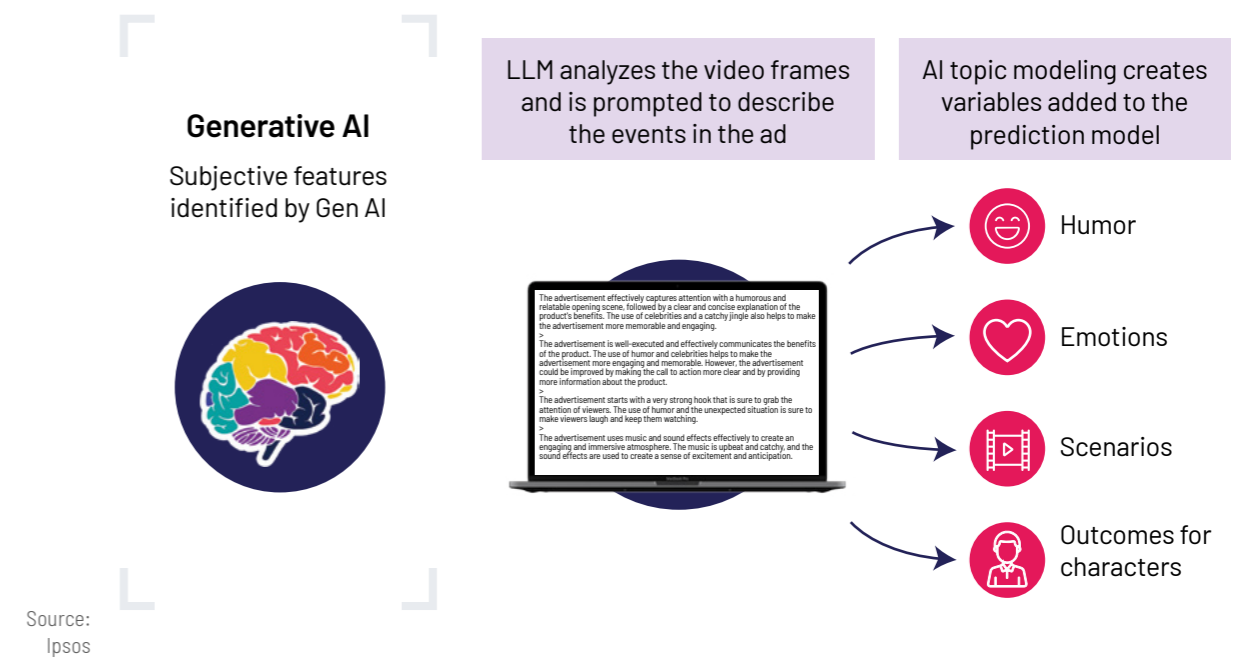 Generative AI
Subjective features
identified by Gen AI
LLM analyzes the video frames
and is prompted to describe
the events in the ad
AI topic modeling creates
variables added to the
prediction model
The advertisement effectively captures attention with a humorous and
relatable opening scene, followed by a clear and concise explanation of the
product's benefits. The use of celebrities and a catchy jingle also helps to make
the advertisement more memorable and engaging.
>
The advertisement is well-executed and effectively communicates the benefits
of the product. The use of humor and celebrities helps to make the
advertisement more engaging and memorable. However, the advertisement
could be improved by making the call to action more clear and by providing
more information about the product.
>
The advertisement starts with a very strong hook that is sure to grab the
attention of viewers. The use of humor and the unexpected situation is sure to
make viewers laugh and keep them watching.
>
The advertisement uses music and sound effects effectively to create an
engaging and immersive atmosphere. The music is upbeat and catchy, and the
sound effects are used to create a sense of excitement and anticipation.
MacBook Pro
Humor
Emotions
Scenarios
Outcomes for
characters
Source:
Ipsos